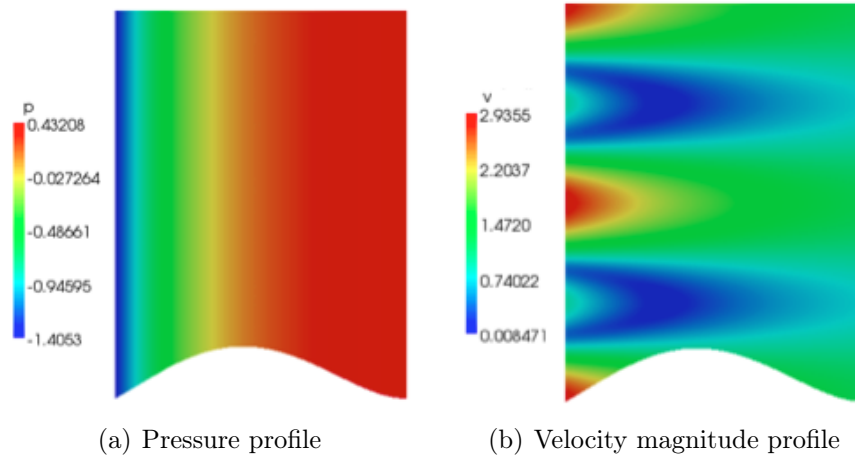 p
0.43208
-0.027264
-0.48661
-0.94595
-1.4053
v
2.9355
2.2037
1.4720
0.74022
0.008471
(a) Pressure profile
(b) Velocity magnitude profile